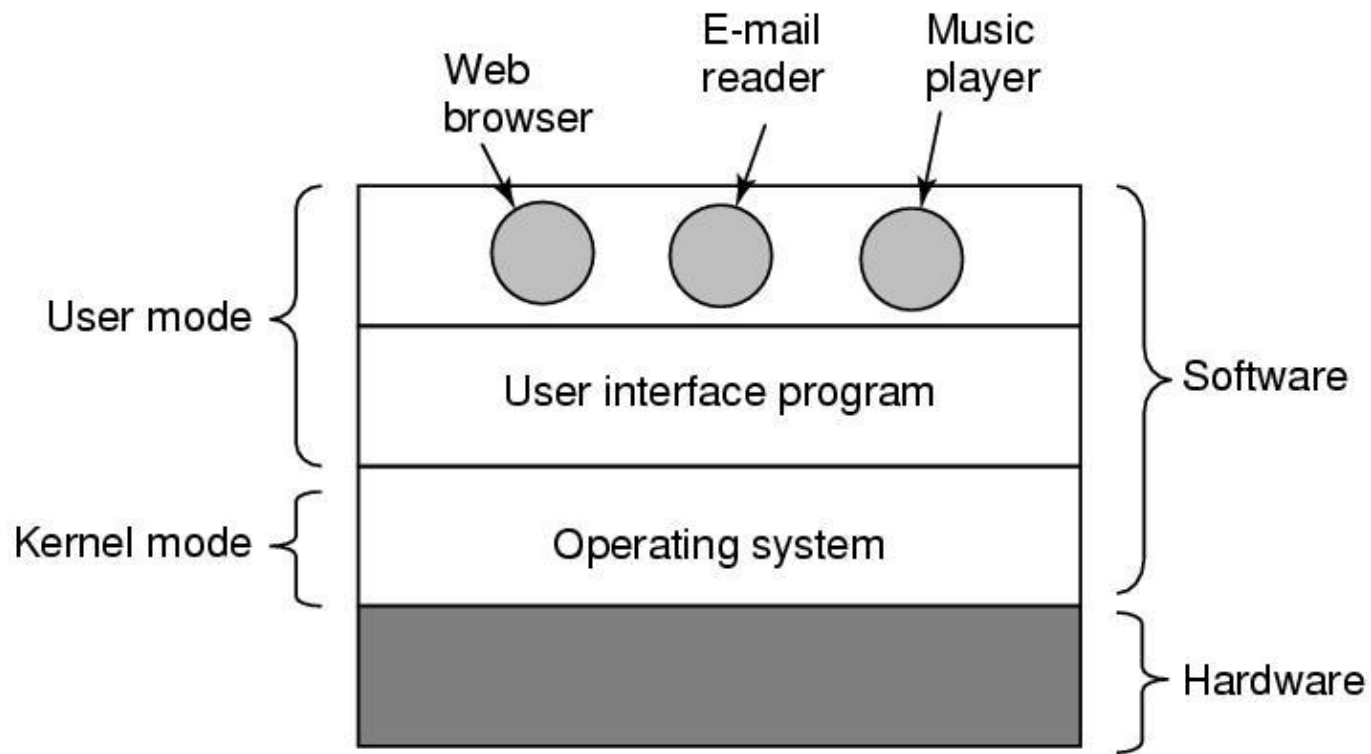 Web
browser
E-mail
reader
Music
player
User mode
User interface program
Software
Kernel mode
Operating system
Hardware